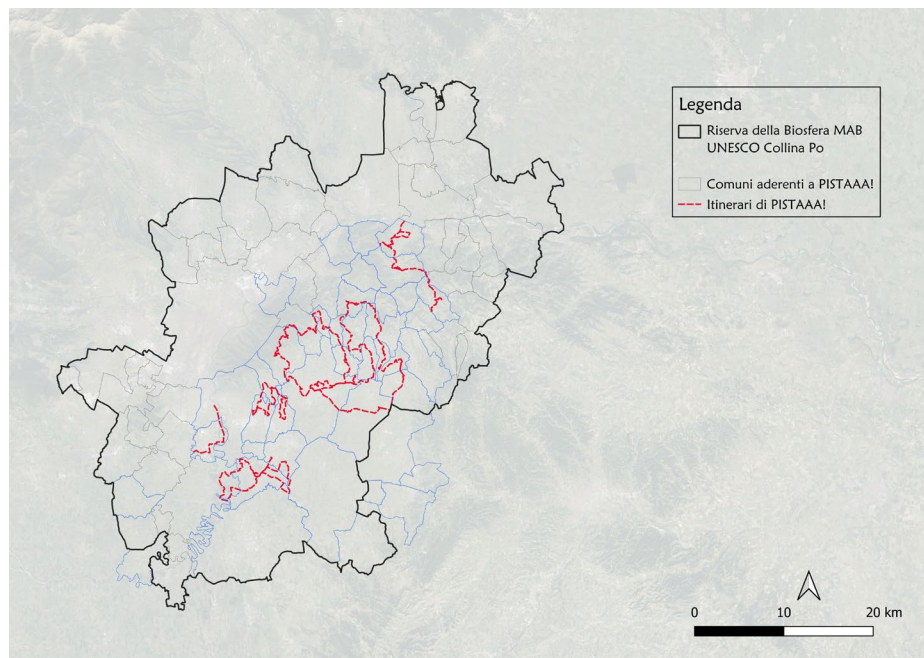 Legenda
Riserva della Biosfera MAB
UNESCO Collina Po
Comuni aderenti a PISTAAA!
Itinerari di PISTAAA!
0 10 20 km